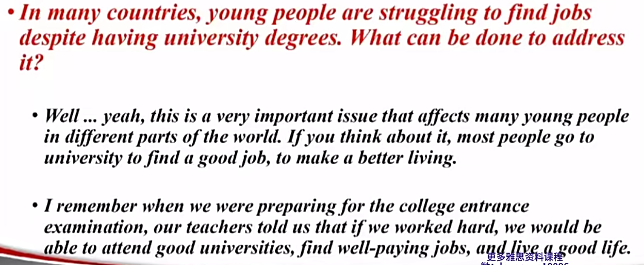 • In many countries, young people are struggling to find jobs
despite having university degrees. What can be done to address
it?
• Well ... yeah, this is a very important issue that affects many young people
in different parts of the world. If you think about it, most people go to
university to find a good job, to make a better living.
• I remember when we were preparing for the college entrance
examination, our teachers told us that if we worked hard, we would be
able to attend good universities, find well-paying jobs, and live a good life.
更多雅思资料课程